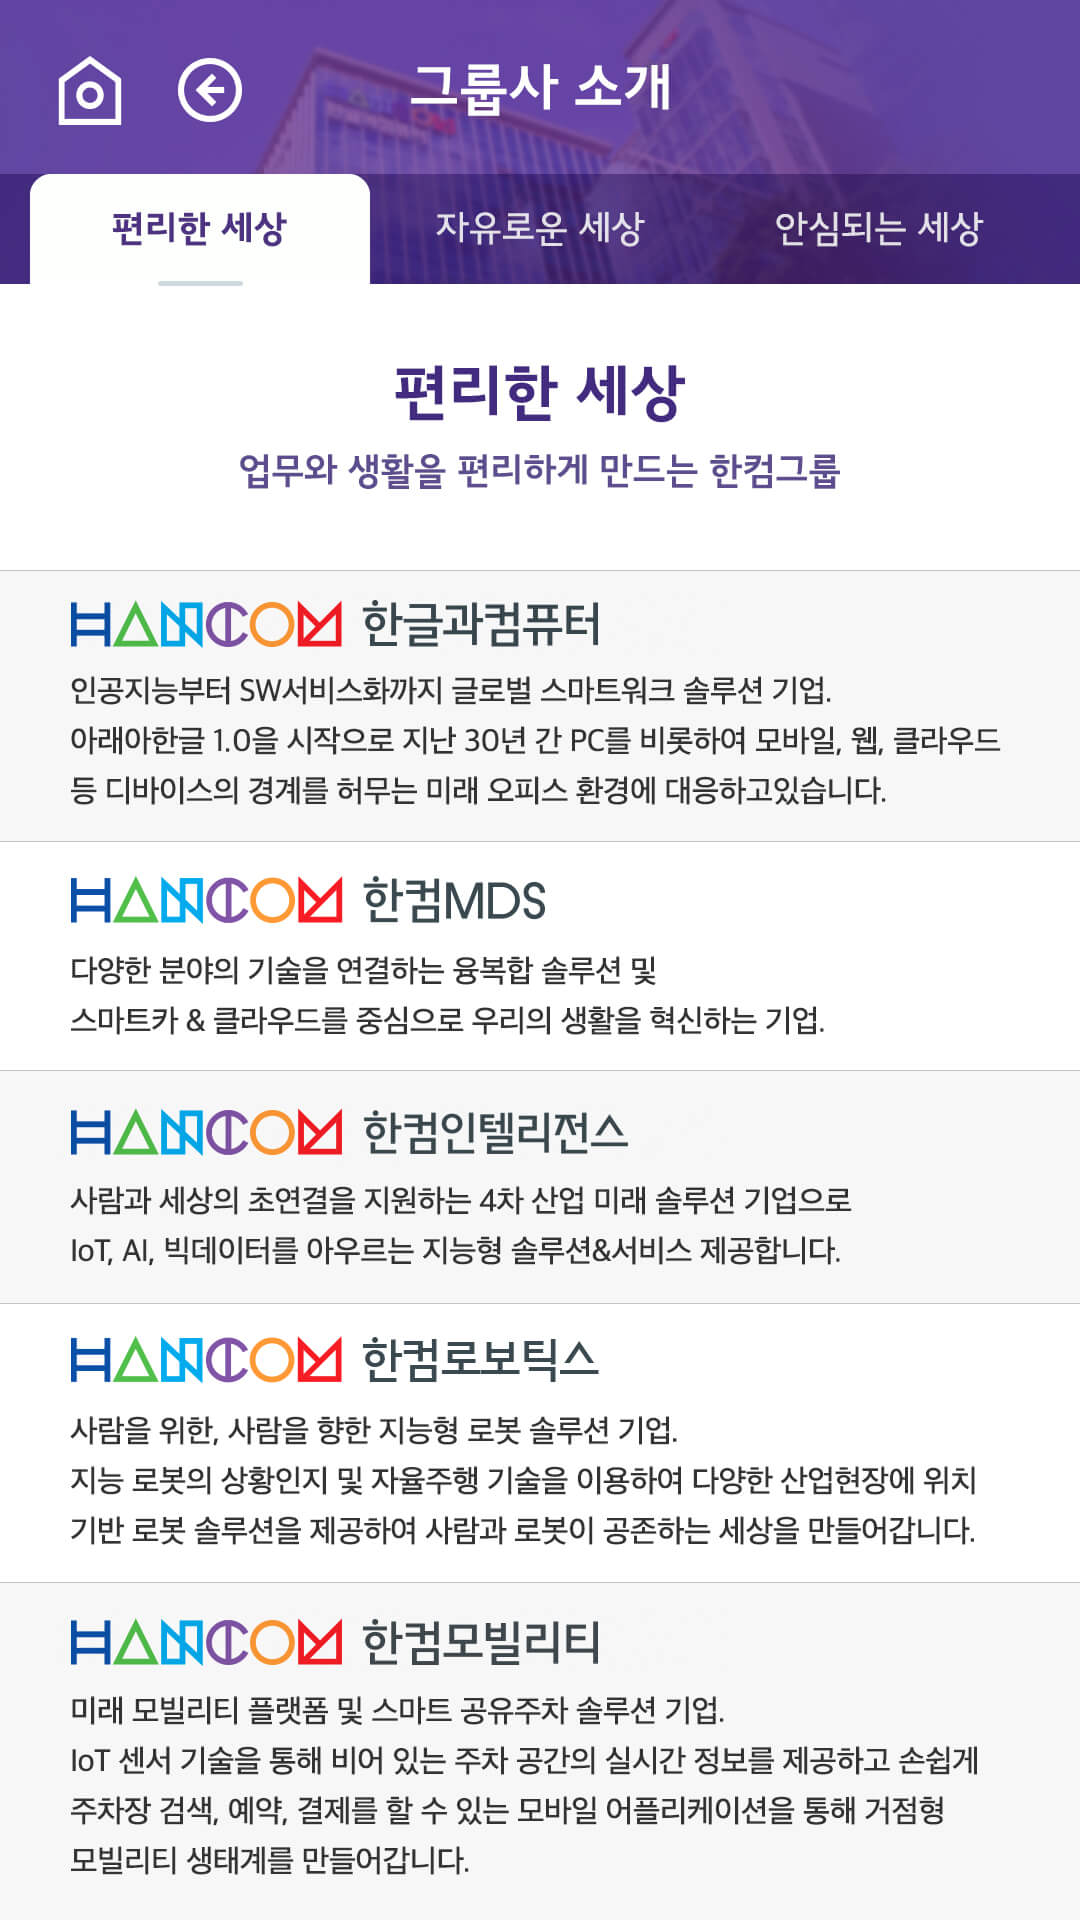 그룹사 소개
편리한 세상
자유로운 세상
안심되는 세상
편리한 세상
업무와 생활을 편리하게 만드는 한컴그룹
HANCOM 한글과컴퓨터
인공지능부터 SW서비스화까지 글로벌 스마트워크 솔루션 기업.
아래아한글 1.0을 시작으로 지난 30년 간 PC를 비롯하여 모바일, 웹, 클라우드
등 디바이스의 경계를 허무는 미래 오피스 환경에 대응하고있습니다.
HANCOM 한컴MDS
다양한 분야의 기술을 연결하는 융복합 솔루션 및
스마트카 & 클라우드를 중심으로 우리의 생활을 혁신하는 기업.
HANCOM 한컴인텔리전스
사람과 세상의 초연결을 지원하는 4차 산업 미래 솔루션 기업으로
IoT, AI, 빅데이터를 아우르는 지능형 솔루션&서비스 제공합니다.
HANCOM 한컴로보틱스
사람을 위한, 사람을 향한 지능형 로봇 솔루션 기업.
지능 로봇의 상황인지 및 자율주행 기술을 이용하여 다양한 산업현장에 위치
기반 로봇 솔루션을 제공하여 사람과 로봇이 공존하는 세상을 만들어갑니다.
HANCOM 한컴모빌리티
미래 모빌리티 플랫폼 및 스마트 공유주차 솔루션 기업.
IoT 센서 기술을 통해 비어 있는 주차 공간의 실시간 정보를 제공하고 손쉽게
주차장 검색, 예약, 결제를 할 수 있는 모바일 어플리케이션을 통해 거점형
모빌리티 생태계를 만들어갑니다.